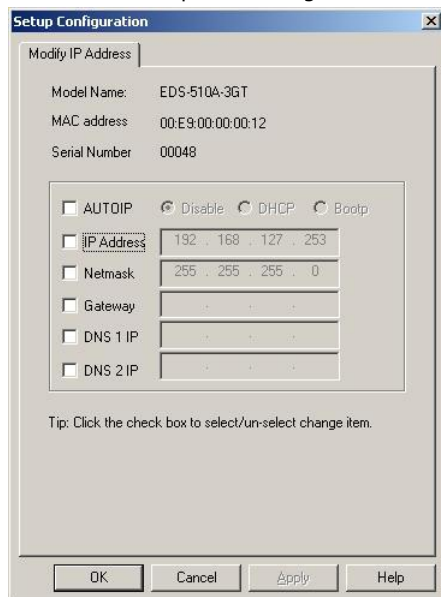 Setup Configuration
Modify IP Address
Model Name: EDS-510A-3GT
MAC address 00:E9:00:00:00:12
Serial Number 00048
AUTOIP Disable DHCP Bootp
IP Address 192 . 168 . 127 . 253
Netmask 255 . 255 . 255 . 0
Gateway . . .
DNS 1 IP . . .
DNS 2 IP . . .
Tip: Click the check box to select/un-select change item.
OK Cancel Apply Help